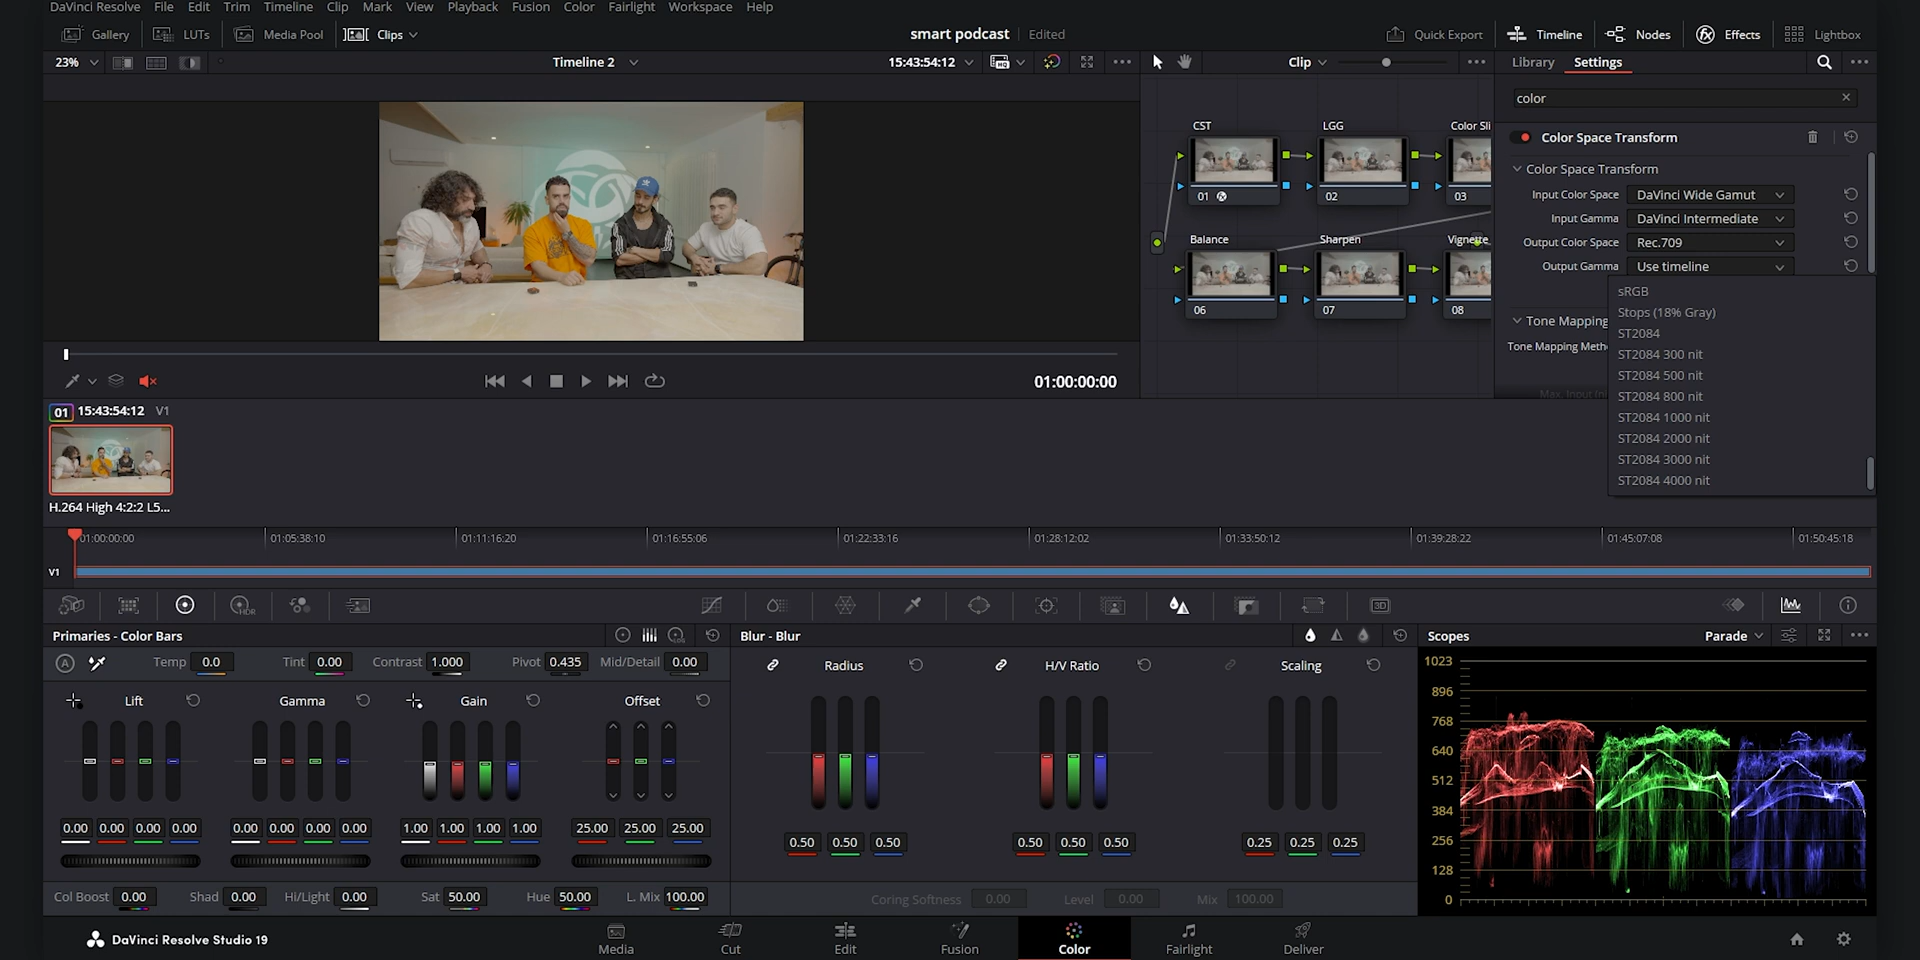 DaVinci Resolve File Edit Trim Timeline Clip Mark View Playback Fusion Color Fairlight Workspace Help
Gallery LUTs Media Pool Clips smart podcast Edited Quick Export Timeline Nodes Effects Lightbox
23% Timeline 2 15:43:54:12 Clip Library Settings
color
CST LGG Color Sli
Color Space Transform
Color Space Transform
Input Color Space DaVinci Wide Gamut
01 02 03
Input Gamma DaVinci Intermediate
Balance Sharpen Vignette
Output Color Space Rec.709
Output Gamma Use timeline
06 07 08
sRGB
Stops (18% Gray)
Tone Mapping
ST2084
Tone Mapping Meth
ST2084 300 nit
ST2084 500 nit
ST2084 800 nit
ST2084 1000 nit
ST2084 2000 nit
ST2084 3000 nit
ST2084 4000 nit
01:00:00:00
01 15:43:54:12 V1
H.264 High 4:2:2 L5...
01:00:00:00 01:05:38:10 01:11:16:20 01:16:55:06 01:22:33:16 01:28:12:02 01:33:50:12 01:39:28:22 01:45:07:08 01:50:45:18
V1
HDR 3D
Primaries - Color Bars Blur - Blur Scopes Parade
A Temp 0.0 Tint 0.00 Contrast 1.000 Pivot 0.435 Mid/Detail 0.00
Radius H/V Ratio Scaling
Lift Gamma Gain Offset
0.00 0.00 0.00 0.00 0.00 0.00 0.00 0.00 1.00 1.00 1.00 1.00 25.00 25.00 25.00
0.50 0.50 0.50 0.50 0.50 0.50 0.25 0.25 0.25
Col Boost 0.00 Shad 0.00 Hi/Light 0.00 Sat 50.00 Hue 50.00 L. Mix 100.00
Coring Softness 0.00 Level 0.00 Mix 100.00
1023
896
768
640
512
384
256
128
0
DaVinci Resolve Studio 19
Media Cut Edit Fusion Color Fairlight Deliver